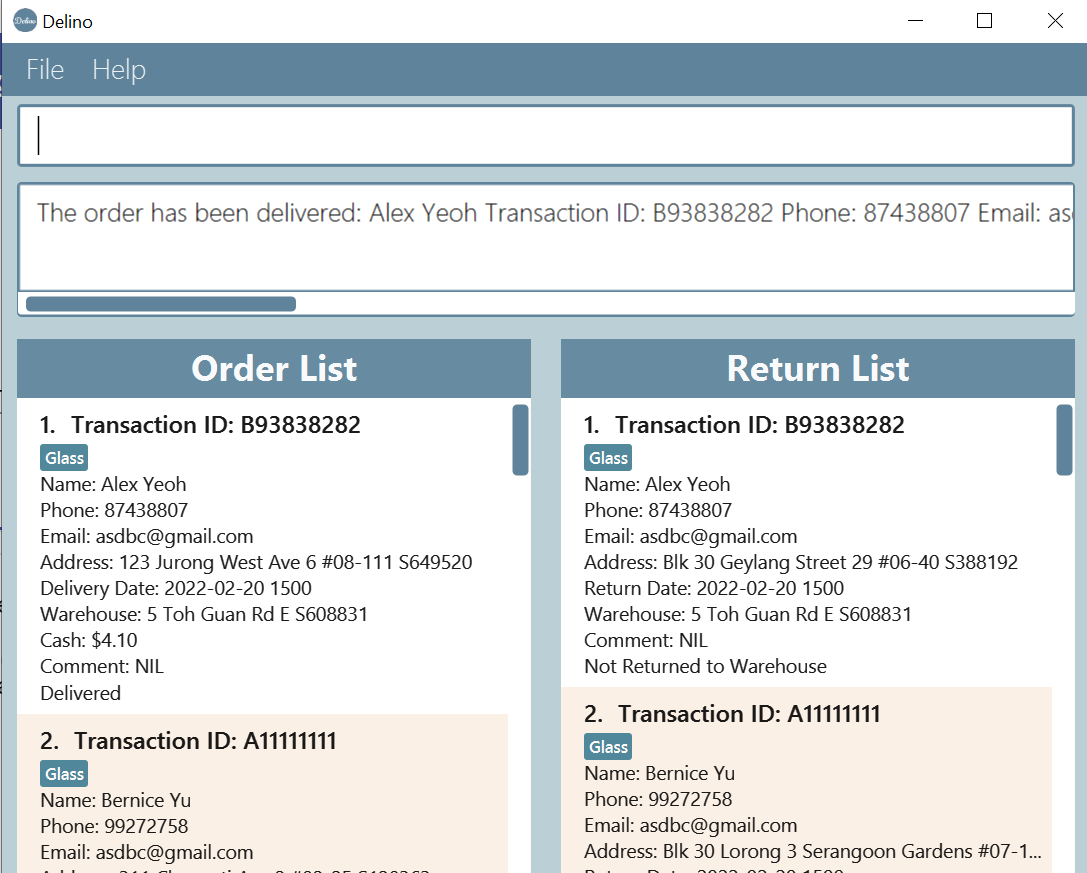 Delino
File Help
The order has been delivered: Alex Yeoh Transaction ID: B93838282 Phone: 87438807 Email:
Order List
1. Transaction ID: B93838282
Glass
Name: Alex Yeoh
Phone: 87438807
Email: asdbc@gmail.com
Address: 123 Jurong West Ave 6 #08-111 S649520
Delivery Date: 2022-02-20 1500
Warehouse: 5 Toh Guan Rd E S608831
Cash: $4.10
Comment: NIL
Delivered
2. Transaction ID: A11111111
Glass
Name: Bernice Yu
Phone: 99272758
Email: asdbc@gmail.com
Return List
1. Transaction ID: B93838282
Glass
Name: Alex Yeoh
Phone: 87438807
Email: asdbc@gmail.com
Address: Blk 30 Geylang Street 29 #06-40 S388192
Return Date: 2022-02-20 1500
Warehouse: 5 Toh Guan Rd E S608831
Comment: NIL
Not Returned to Warehouse
2. Transaction ID: A11111111
Glass
Name: Bernice Yu
Phone: 99272758
Email: asdbc@gmail.com
Address: Blk 30 Lorong 3 Serangoon Gardens #07-1...